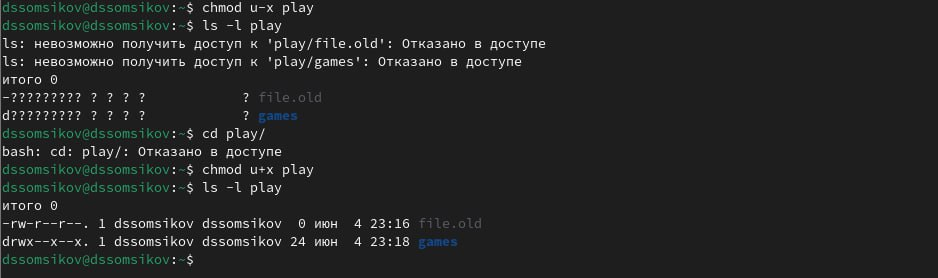 dssomsikov@dssomsikov:~$ chmod u-x play
dssomsikov@dssomsikov:~$ ls -l play
ls: невозможно получить доступ к 'play/file.old': Отказано в доступе
ls: невозможно получить доступ к 'play/games': Отказано в доступе
итого 0
-????????? ? ? ? ?            ? file.old
d????????? ? ? ? ?            ? games
dssomsikov@dssomsikov:~$ cd play/
bash: cd: play/: Отказано в доступе
dssomsikov@dssomsikov:~$ chmod u+x play
dssomsikov@dssomsikov:~$ ls -l play
итого 0
-rw-r--r--. 1 dssomsikov dssomsikov  0 июн  4 23:16 file.old
drwx--x--x. 1 dssomsikov dssomsikov 24 июн  4 23:18 games
dssomsikov@dssomsikov:~$